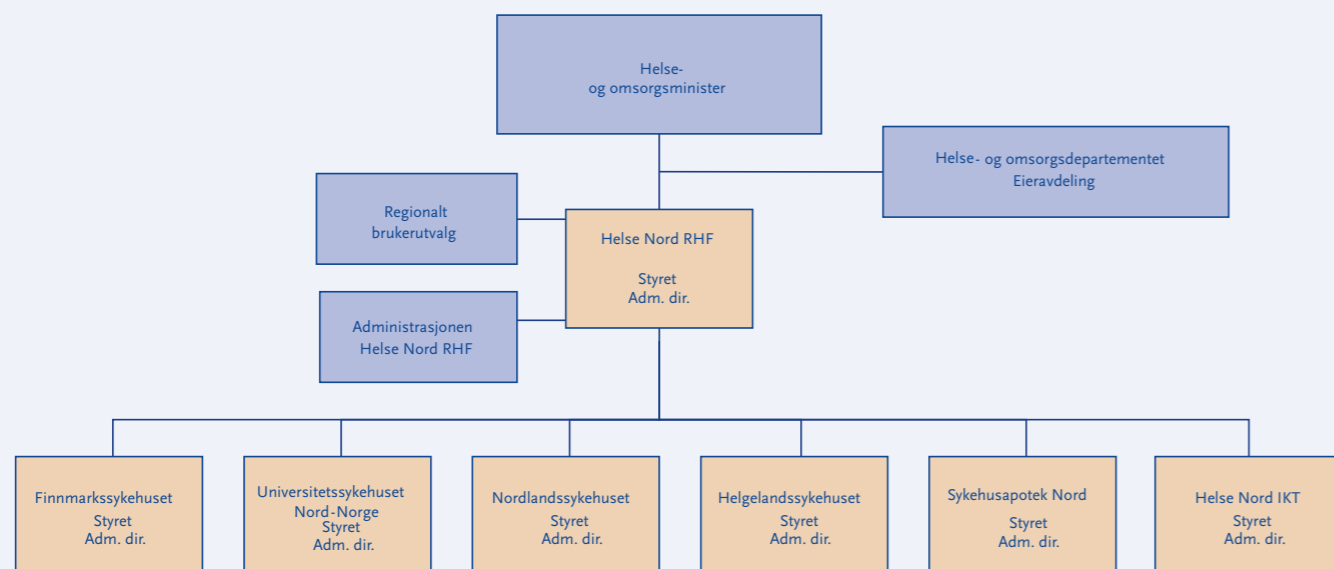 Helse-
og omsorgsminister
Helse- og omsorgsdepartementet
Eieravdeling
Regionalt
brukerutvalg
Helse Nord RHF
Styret
Adm. dir.
Administrasjonen
Helse Nord RHF
Finnmarkssykehuset
Styret
Adm. dir.
Universitetssykehuset
Nord-Norge
Styret
Adm. dir.
Nordlandssykehuset
Styret
Adm. dir.
Helgelandssykehuset
Styret
Adm. dir.
Sykehusapotek Nord
Styret
Adm. dir.
Helse Nord IKT
Styret
Adm. dir.